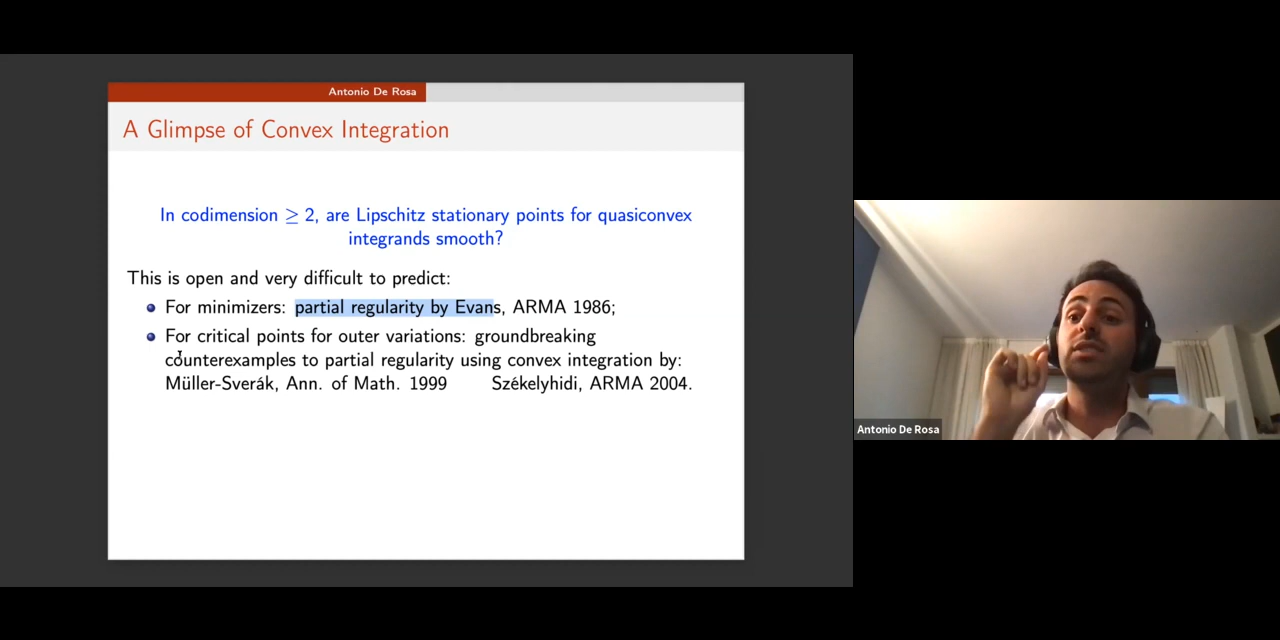 Antonio De Rosa
A Glimpse of Convex Integration
In codimension ≥ 2, are Lipschitz stationary points for quasiconvex
integrands smooth?
This is open and very difficult to predict:
For minimizers: partial regularity by Evans, ARMA 1986;
For critical points for outer variations: groundbreaking
counterexamples to partial regularity using convex integration by:
Müller-Sverák, Ann. of Math. 1999 Székelyhidi, ARMA 2004.
Antonio De Rosa